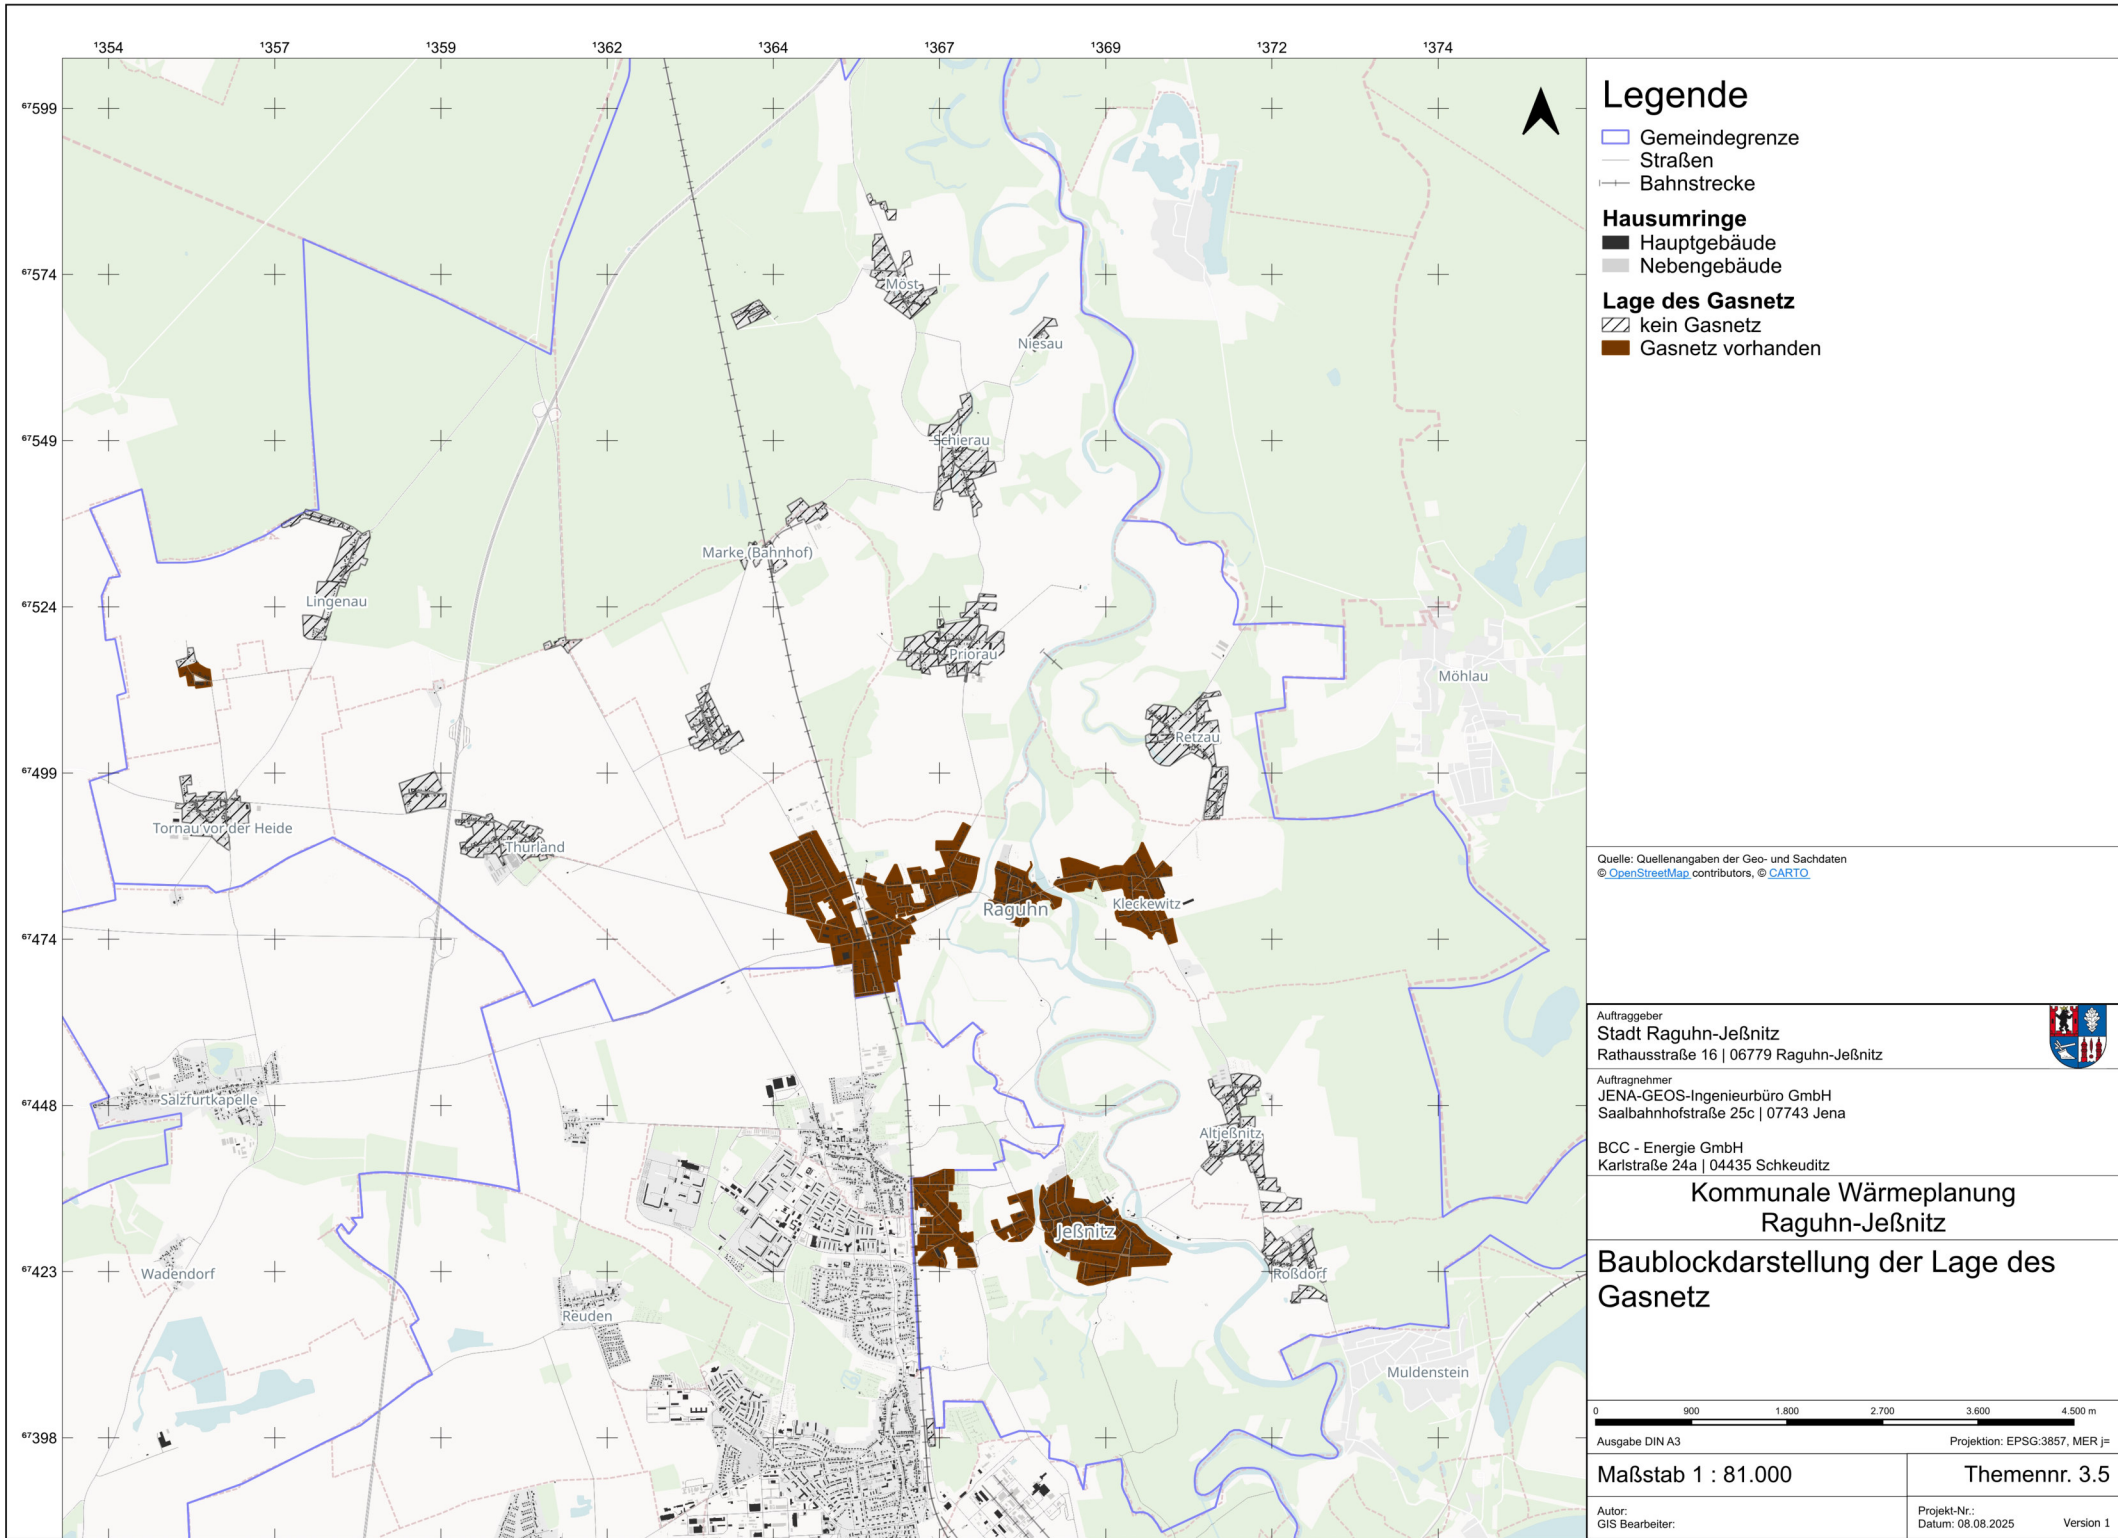 ¹354 ¹357 ¹359 ¹362 ¹364 ¹367 ¹369 ¹372 ¹374
⁶⁷599
⁶⁷574
⁶⁷549
⁶⁷524
⁶⁷499
⁶⁷474
⁶⁷448
⁶⁷423
⁶⁷398
Möst
Niesau
Schierau
Marke (Bahnhof)
Lingenau
Priorau
Möhlau
Retzau
Tornau vor der Heide
Thurland
Raguhn
Kleckewitz
Salzfurtkapelle
Altjeßnitz
Jeßnitz
Wadendorf
Roßdorf
Reuden
Muldenstein
Legende
Gemeindegrenze
Straßen
Bahnstrecke
Hausumringe
Hauptgebäude
Nebengebäude
Lage des Gasnetz
kein Gasnetz
Gasnetz vorhanden
Quelle: Quellenangaben der Geo- und Sachdaten
© OpenStreetMap contributors, © CARTO
Auftraggeber
Stadt Raguhn-Jeßnitz
Rathausstraße 16 | 06779 Raguhn-Jeßnitz
Auftragnehmer
JENA-GEOS-Ingenieurbüro GmbH
Saalbahnhofstraße 25c | 07743 Jena
BCC - Energie GmbH
Karlstraße 24a | 04435 Schkeuditz
Kommunale Wärmeplanung
Raguhn-Jeßnitz
Baublockdarstellung der Lage des
Gasnetz
0 900 1.800 2.700 3.600 4.500 m
Ausgabe DIN A3 Projektion: EPSG:3857, MER j=
Maßstab 1 : 81.000 Themennr. 3.5
Autor: Projekt-Nr.:
GIS Bearbeiter: Datum: 08.08.2025 Version 1